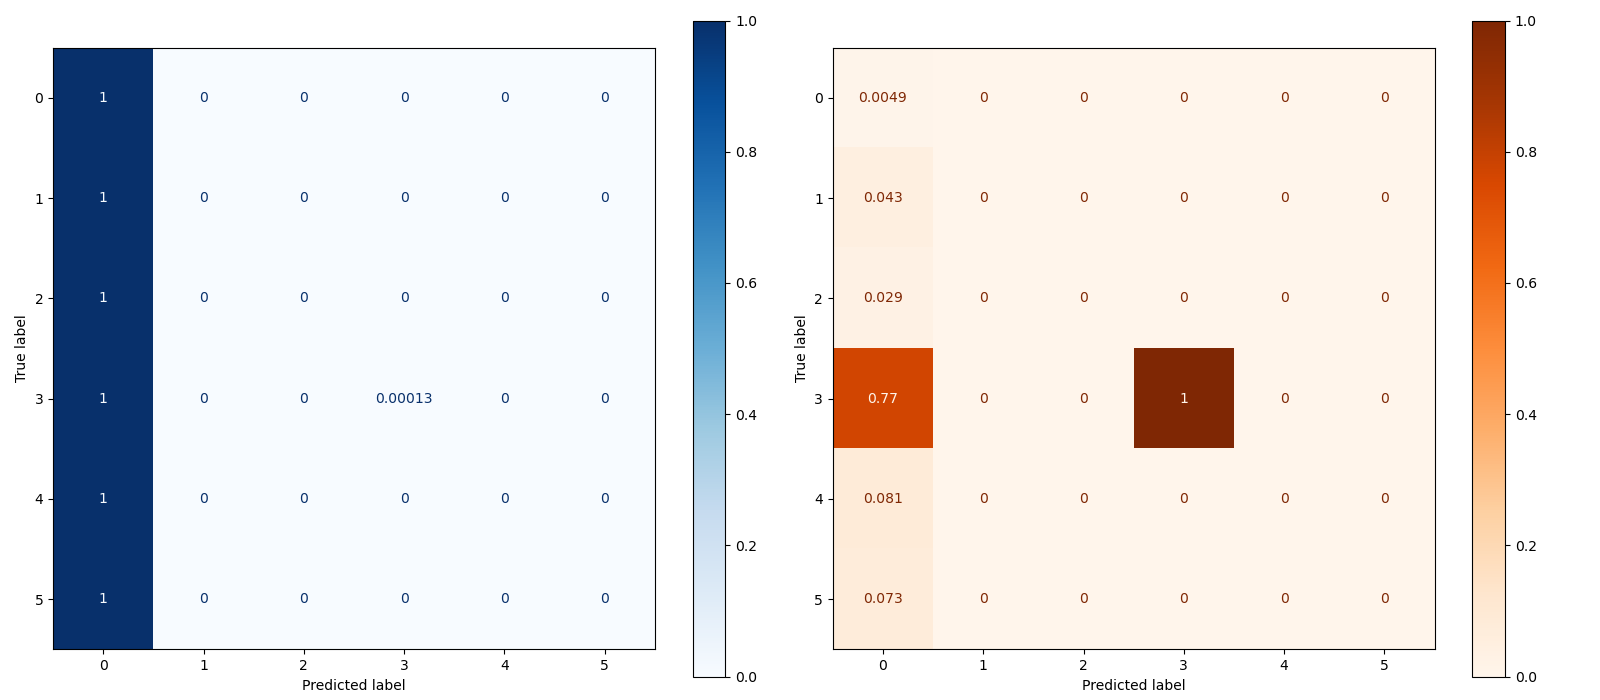 1 0 0 0 0 0
1 0 0 0 0 0
1 0 0 0 0 0
1 0 0 0.00013 0 0
1 0 0 0 0 0
1 0 0 0 0 0
0
1
2
3
4
5
True label
0 1 2 3 4 5
Predicted label
1.0
0.8
0.6
0.4
0.2
0.0
0.0049 0 0 0 0 0
0.043 0 0 0 0 0
0.029 0 0 0 0 0
0.77 0 0 1 0 0
0.081 0 0 0 0 0
0.073 0 0 0 0 0
0
1
2
3
4
5
True label
0 1 2 3 4 5
Predicted label
1.0
0.8
0.6
0.4
0.2
0.0